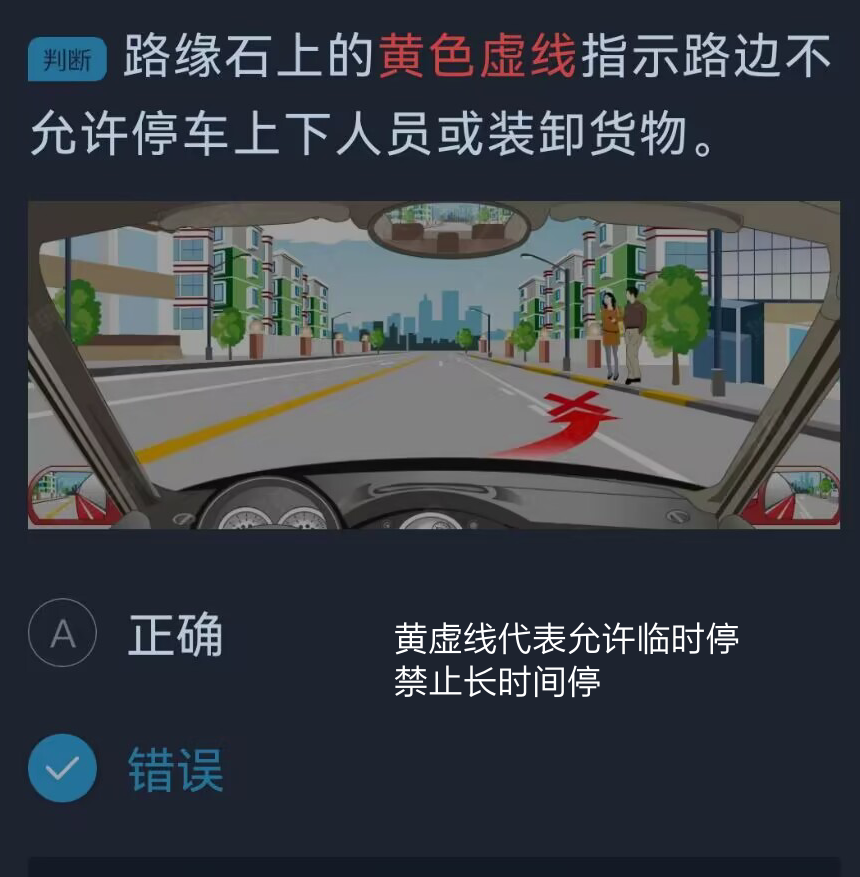 判断 路缘石上的黄色虚线指示路边不
允许停车上下人员或装卸货物。
A 正确
黄虚线代表允许临时停
禁止长时间停
错误